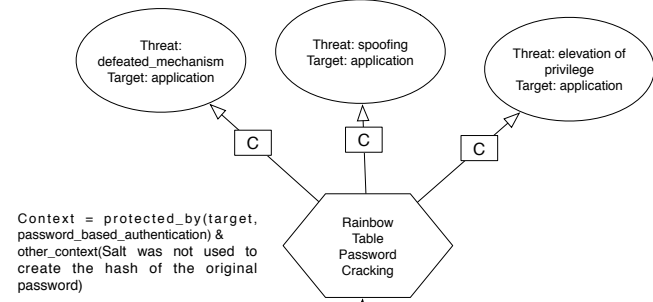 Threat:
defeated_mechanism
Target: application
Threat: spoofing
Target: application
Threat: elevation of
privilege
Target: application
C
C
C
Context = protected_by(target,
password_based_authentication) &
other_context(Salt was not used to
create the hash of the original
password)
Rainbow
Table
Password
Cracking